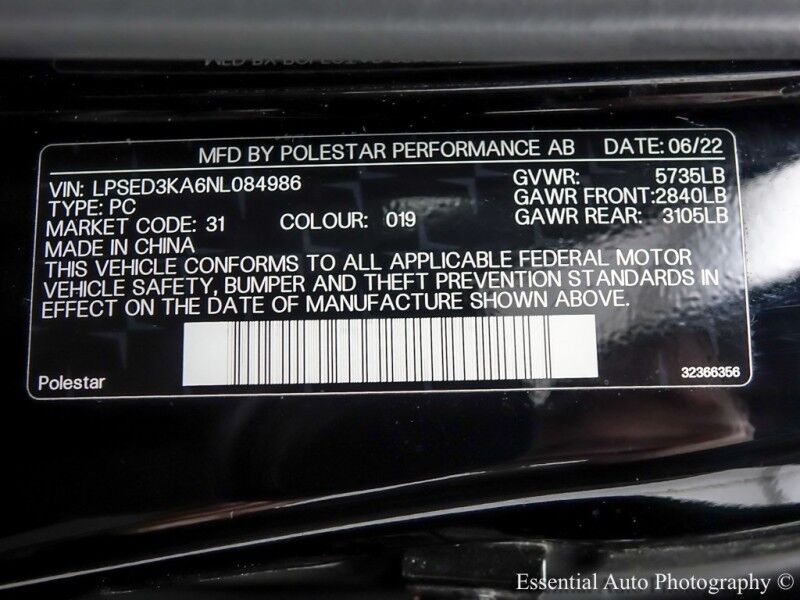 MFD BY POLESTAR PERFORMANCE AB DATE: 06/22
VIN: LPSED3KA6NL084986 GVWR: 5735LB
TYPE: PC GAWR FRONT: 2840LB
MARKET CODE: 31 COLOUR: 019 GAWR REAR: 3105LB
MADE IN CHINA
THIS VEHICLE CONFORMS TO ALL APPLICABLE FEDERAL MOTOR
VEHICLE SAFETY, BUMPER AND THEFT PREVENTION STANDARDS IN
EFFECT ON THE DATE OF MANUFACTURE SHOWN ABOVE.
Polestar 32366356
Essential Auto Photography ©